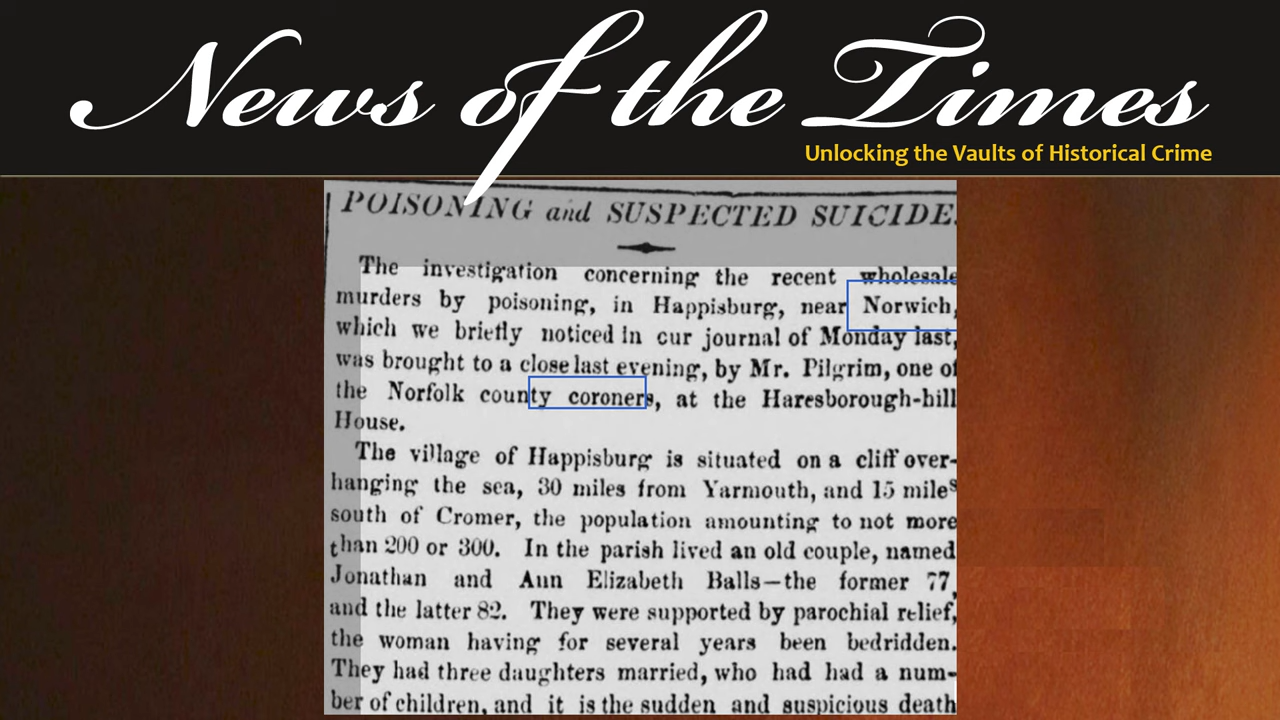 News of the Times
Unlocking the Vaults of Historical Crime
POISONING and SUSPECTED SUICIDE.
The investigation concerning the recent wholesale
murders by poisoning, in Happisburg, near Norwich,
which we briefly noticed in cur journal of Monday last,
was brought to a close last evening, by Mr. Pilgrim, one of
the Norfolk county coroners, at the Haresborough-hill
House.
The village of Happisburg is situated on a cliff over-
hanging the sea, 30 miles from Yarmouth, and 15 miles
south of Cromer, the population amounting to not more
than 200 or 300. In the parish lived an old couple, named
Jonathan and Ann Elizabeth Balls—the former 77,
and the latter 82. They were supported by parochial relief,
the woman having for several years been bedridden.
They had three daughters married, who had had a num-
ber of children, and it is the sudden and suspicious death